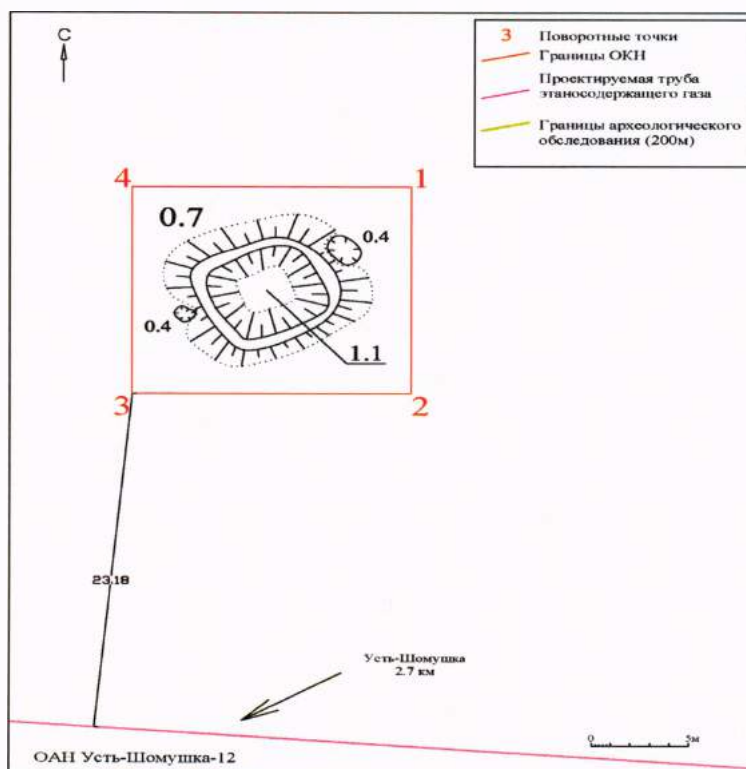 С
3 Поворотные точки
Границы ОКН
Проектируемая труба
этаносодержащего газа
Границы археологического
обследования (200м)
4
1
0.7
0.4
0.4
1.1
3
2
23.18
Усть-Шомушка
2.7 км
0
5м
ОАН Усть-Шомушка-12